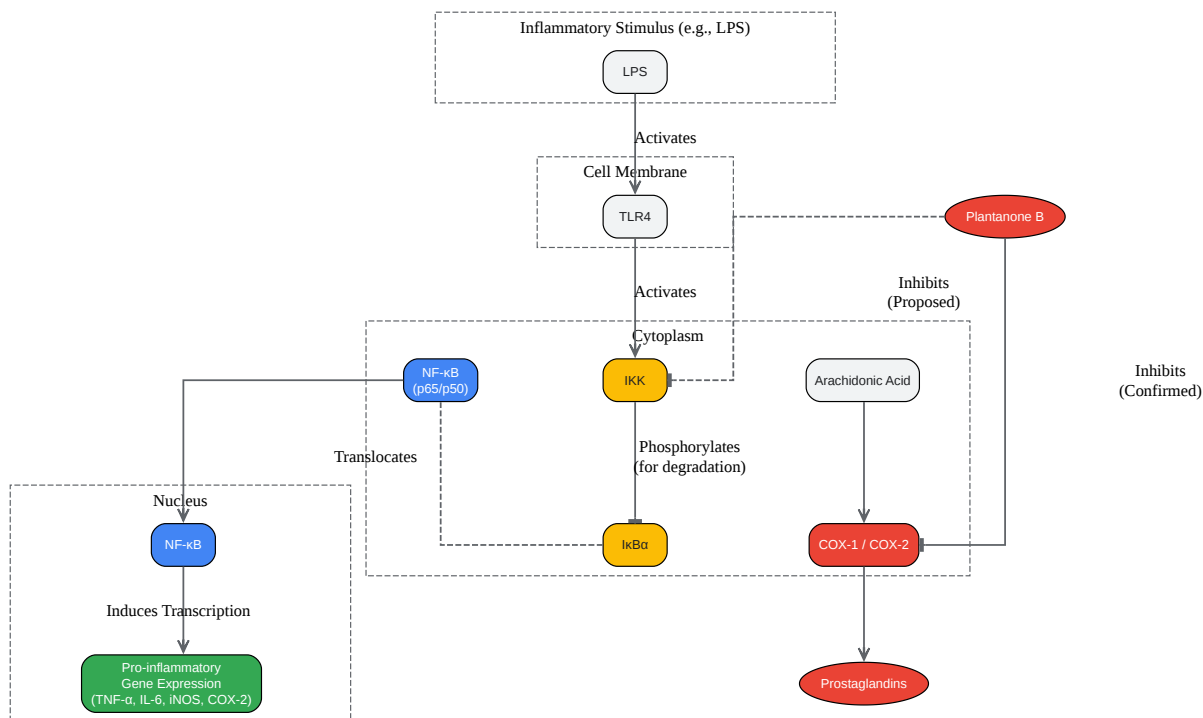 Inflammatory Stimulus (e.g., LPS)
LPS
Activates
Cell Membrane
TLR4
Plantanone B
Activates
Inhibits
(Proposed)
Cytoplasm
NF-κB
(p65/p50)
IKK
Arachidonic Acid
Inhibits
(Confirmed)
Translocates
Phosphorylates
(for degradation)
Nucleus
NF-κB
IκBα
COX-1 / COX-2
Induces Transcription
Pro-inflammatory
Gene Expression
(TNF-α, IL-6, iNOS, COX-2)
Prostaglandins